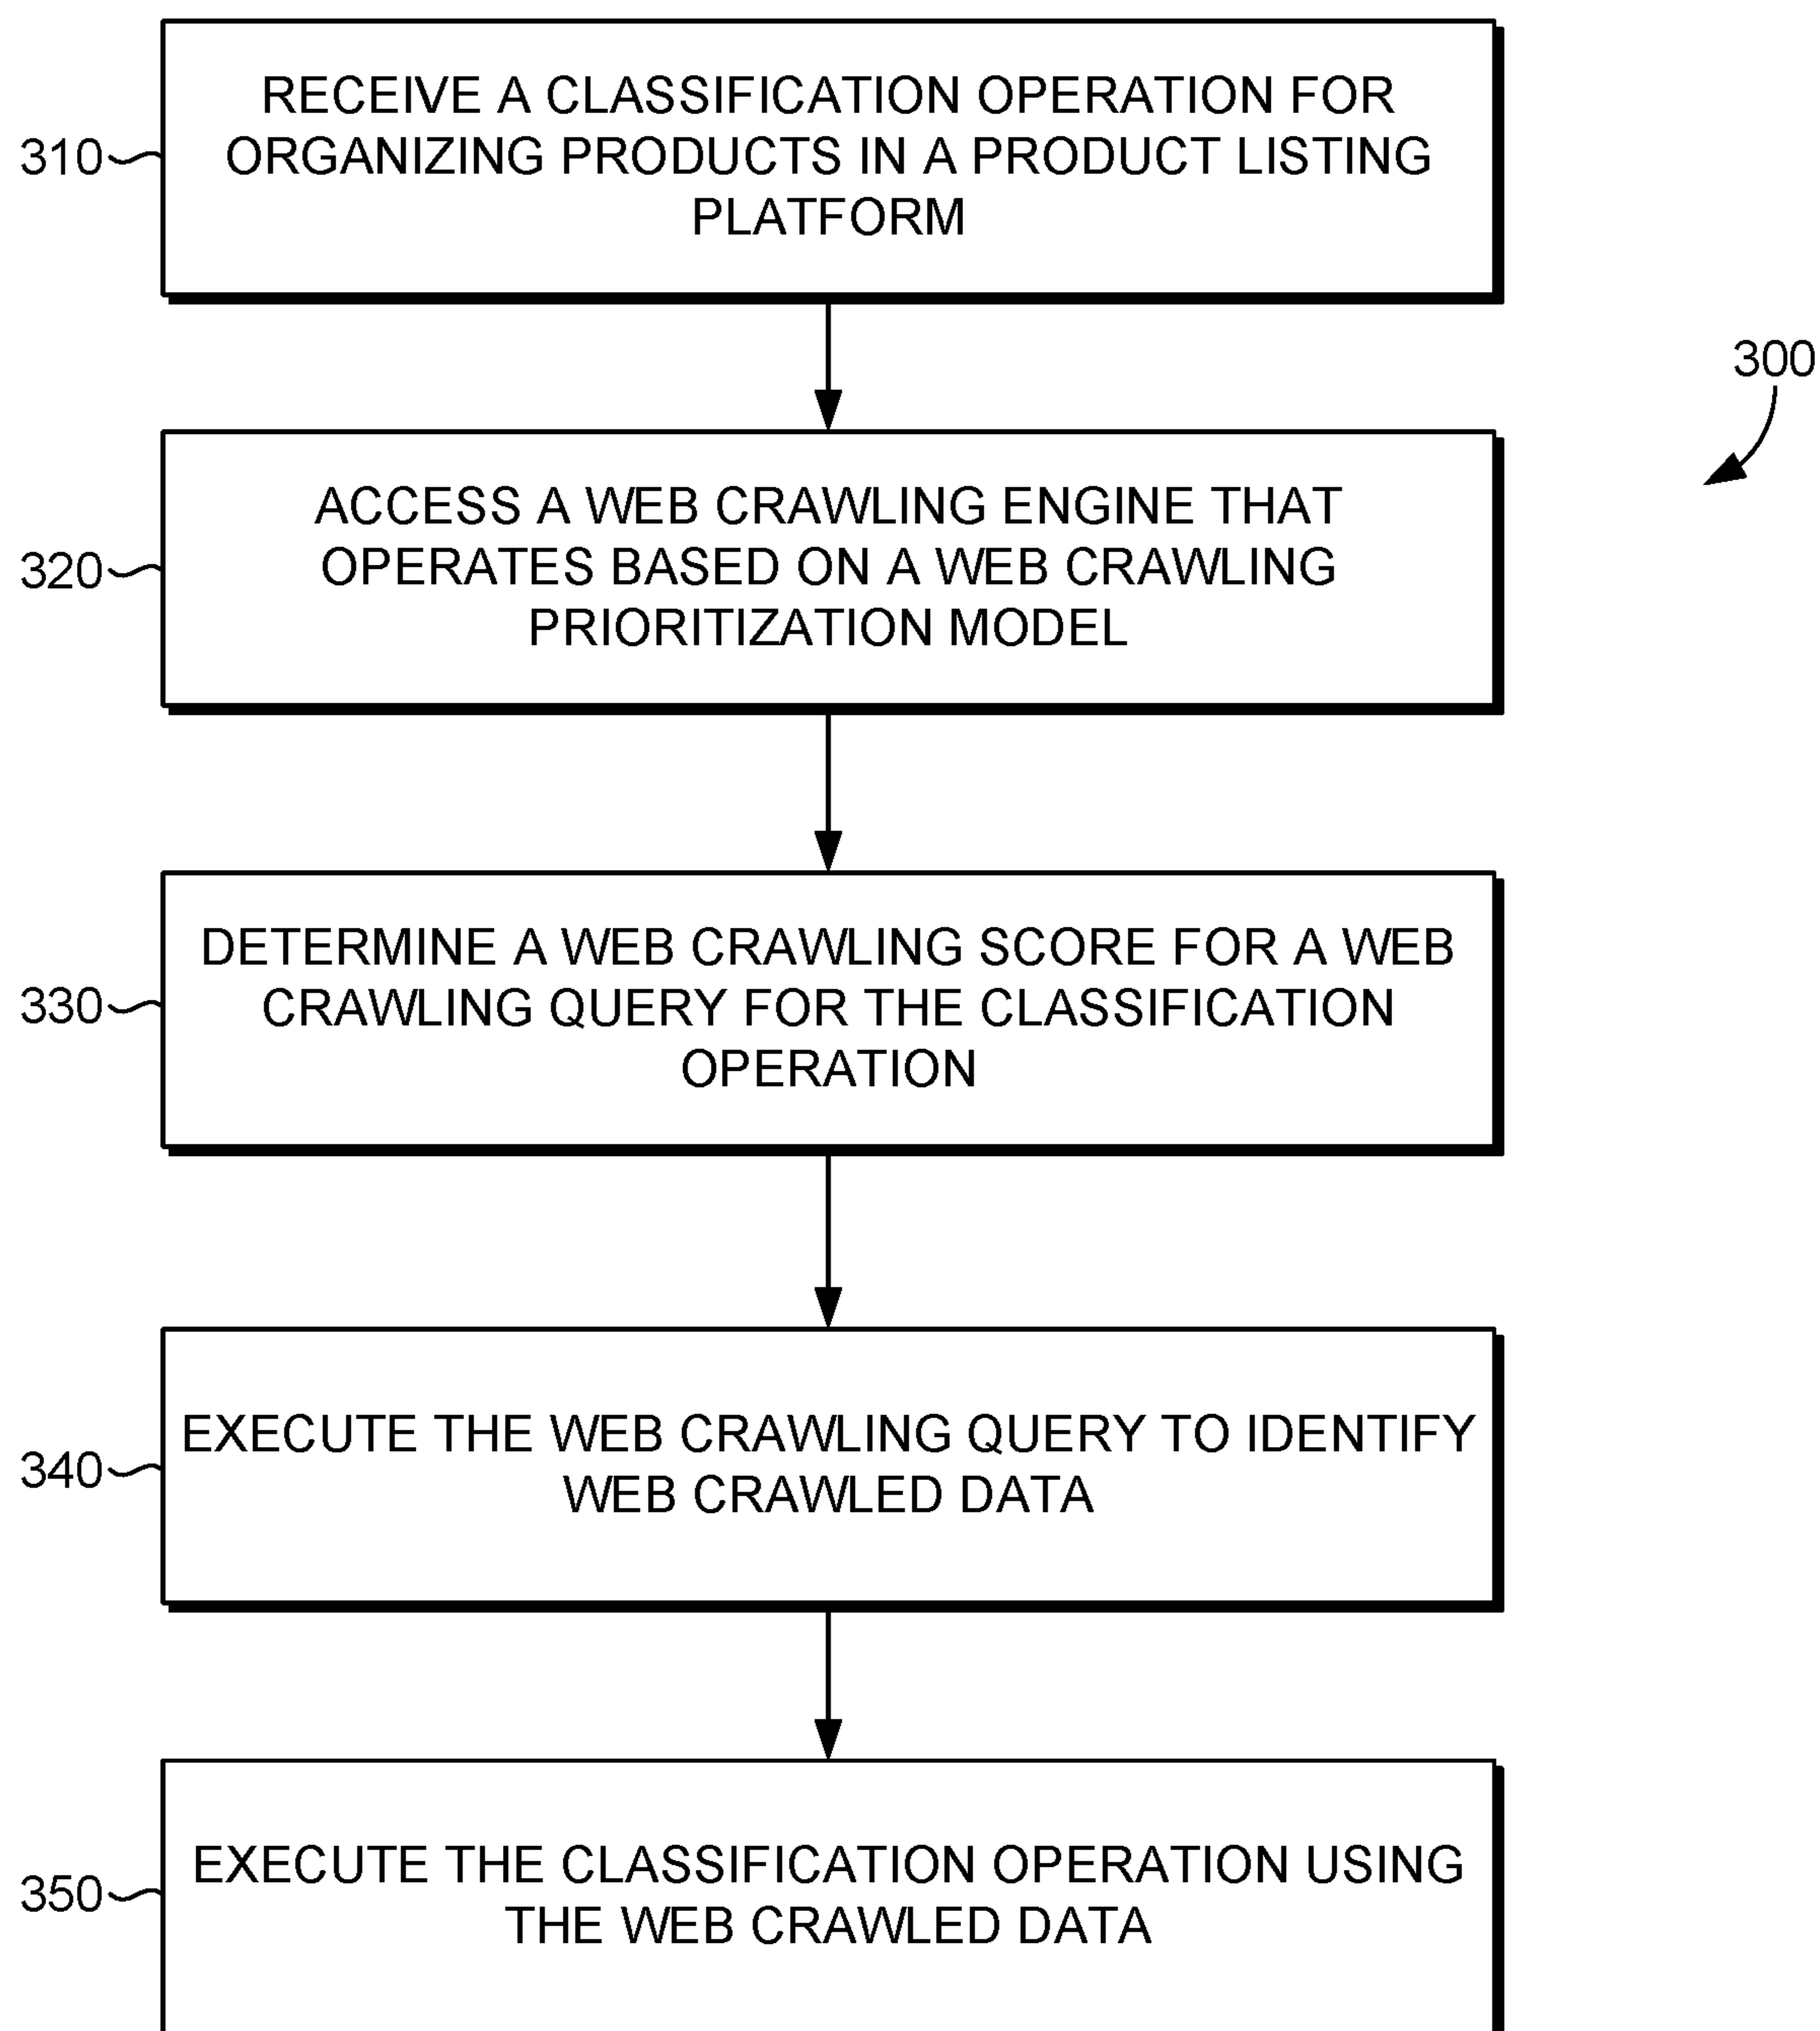 RECEIVE A CLASSIFICATION OPERATION FOR
310
ORGANIZING PRODUCTS IN A PRODUCT LISTING
PLATFORM
300
ACCESS A WEB CRAWLING ENGINE THAT
320
OPERATES BASED ON A WEB CRAWLING
PRIORITIZATION MODEL
DETERMINE A WEB CRAWLING SCORE FOR A WEB
330
CRAWLING QUERY FOR THE CLASSIFICATION
OPERATION
340
EXECUTE THE WEB CRAWLING QUERY TO IDENTIFY
WEB CRAWLED DATA
350
EXECUTE THE CLASSIFICATION OPERATION USING
THE WEB CRAWLED DATA